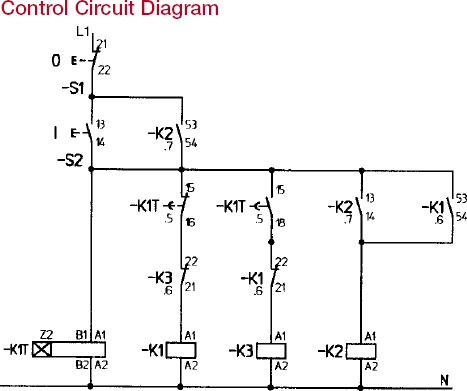 Control Circuit Diagram
L1
21
O E
22
-S1
13 53
I E -K2
14 .7 54
-S2
15 15 13 53
-K1T -K1T -K2 -K1
.5 16 .5 18 .7 14 .6 54
22 22
-K3 -K1
.6 21 .6 21
Z2 B1 A1 A1 A1 A1
-K1T -K1 -K3 -K2
B2 A2 A2 A2 A2
N